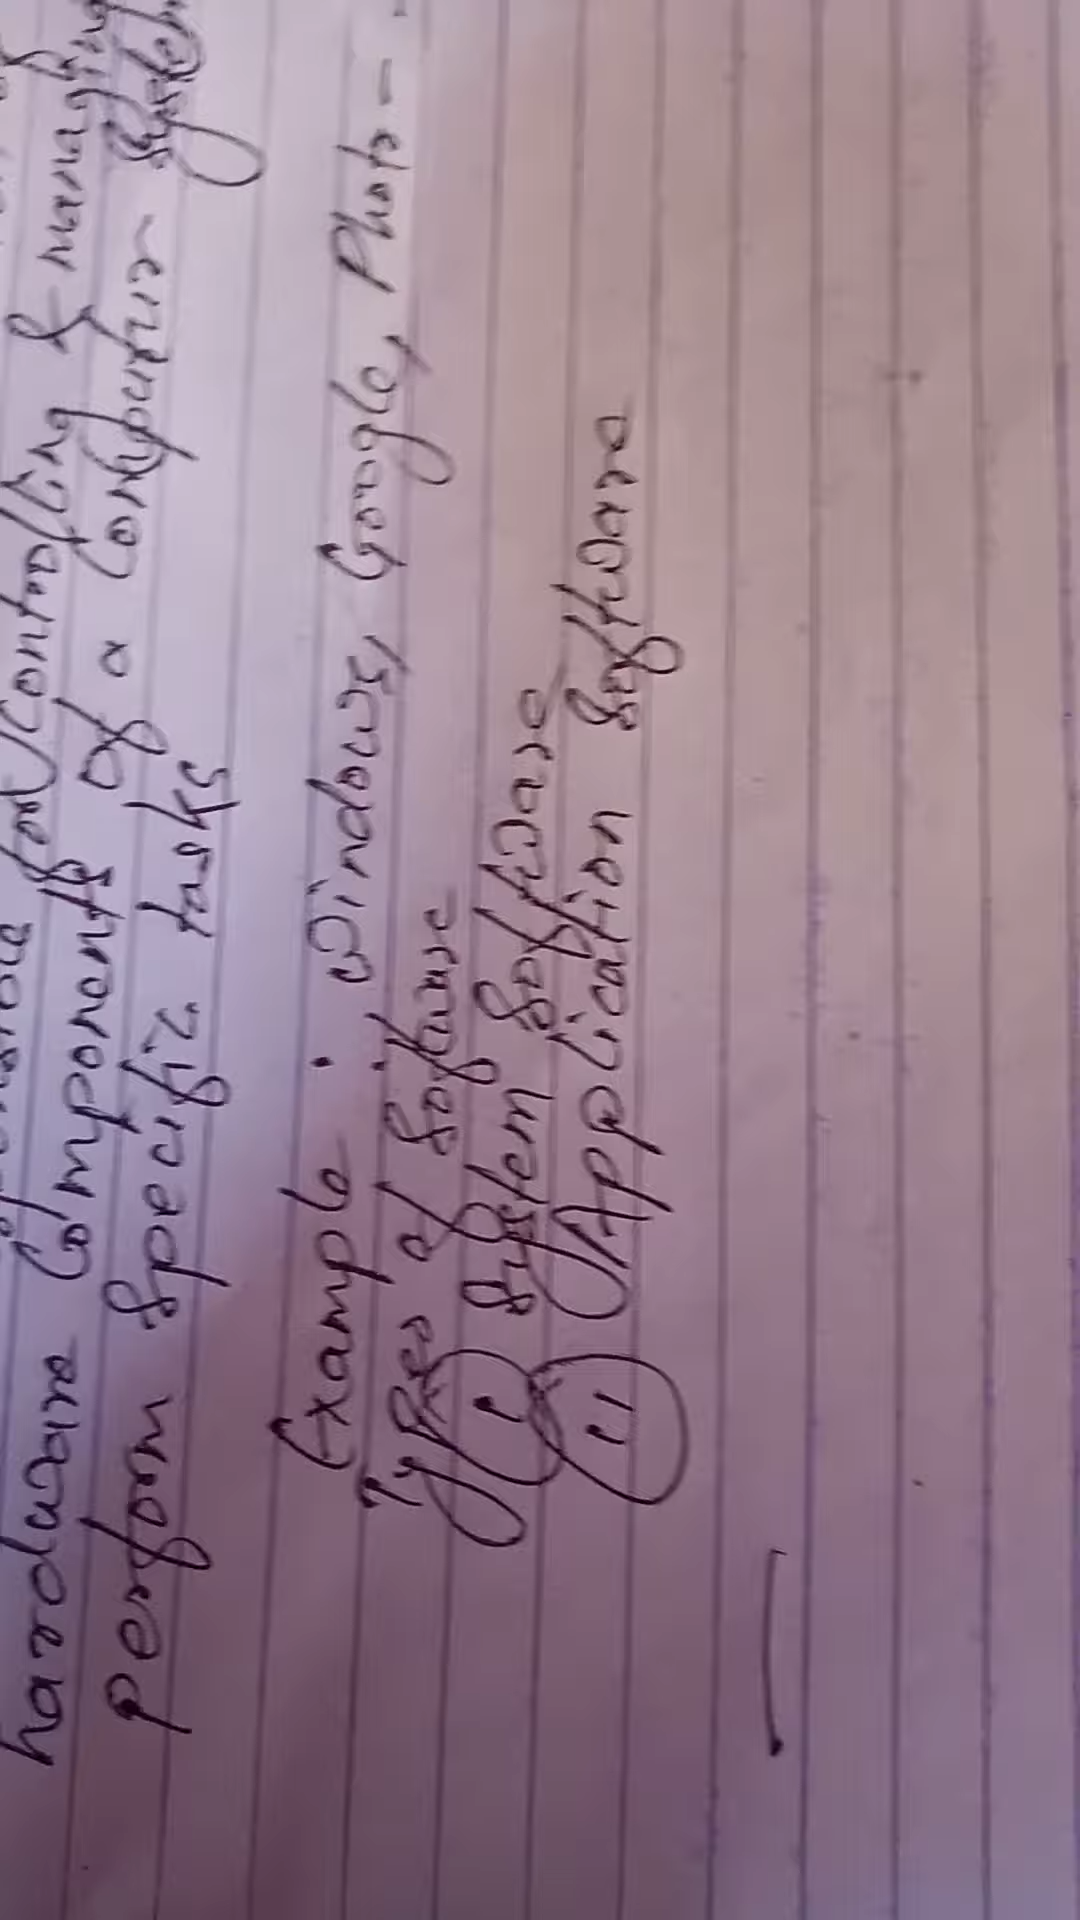 for controlling & managing
hardware components of a computer system
perform specific tasks
Example : Windows, Google, Photo-
Types of software
(i) System software
(ii) Application software